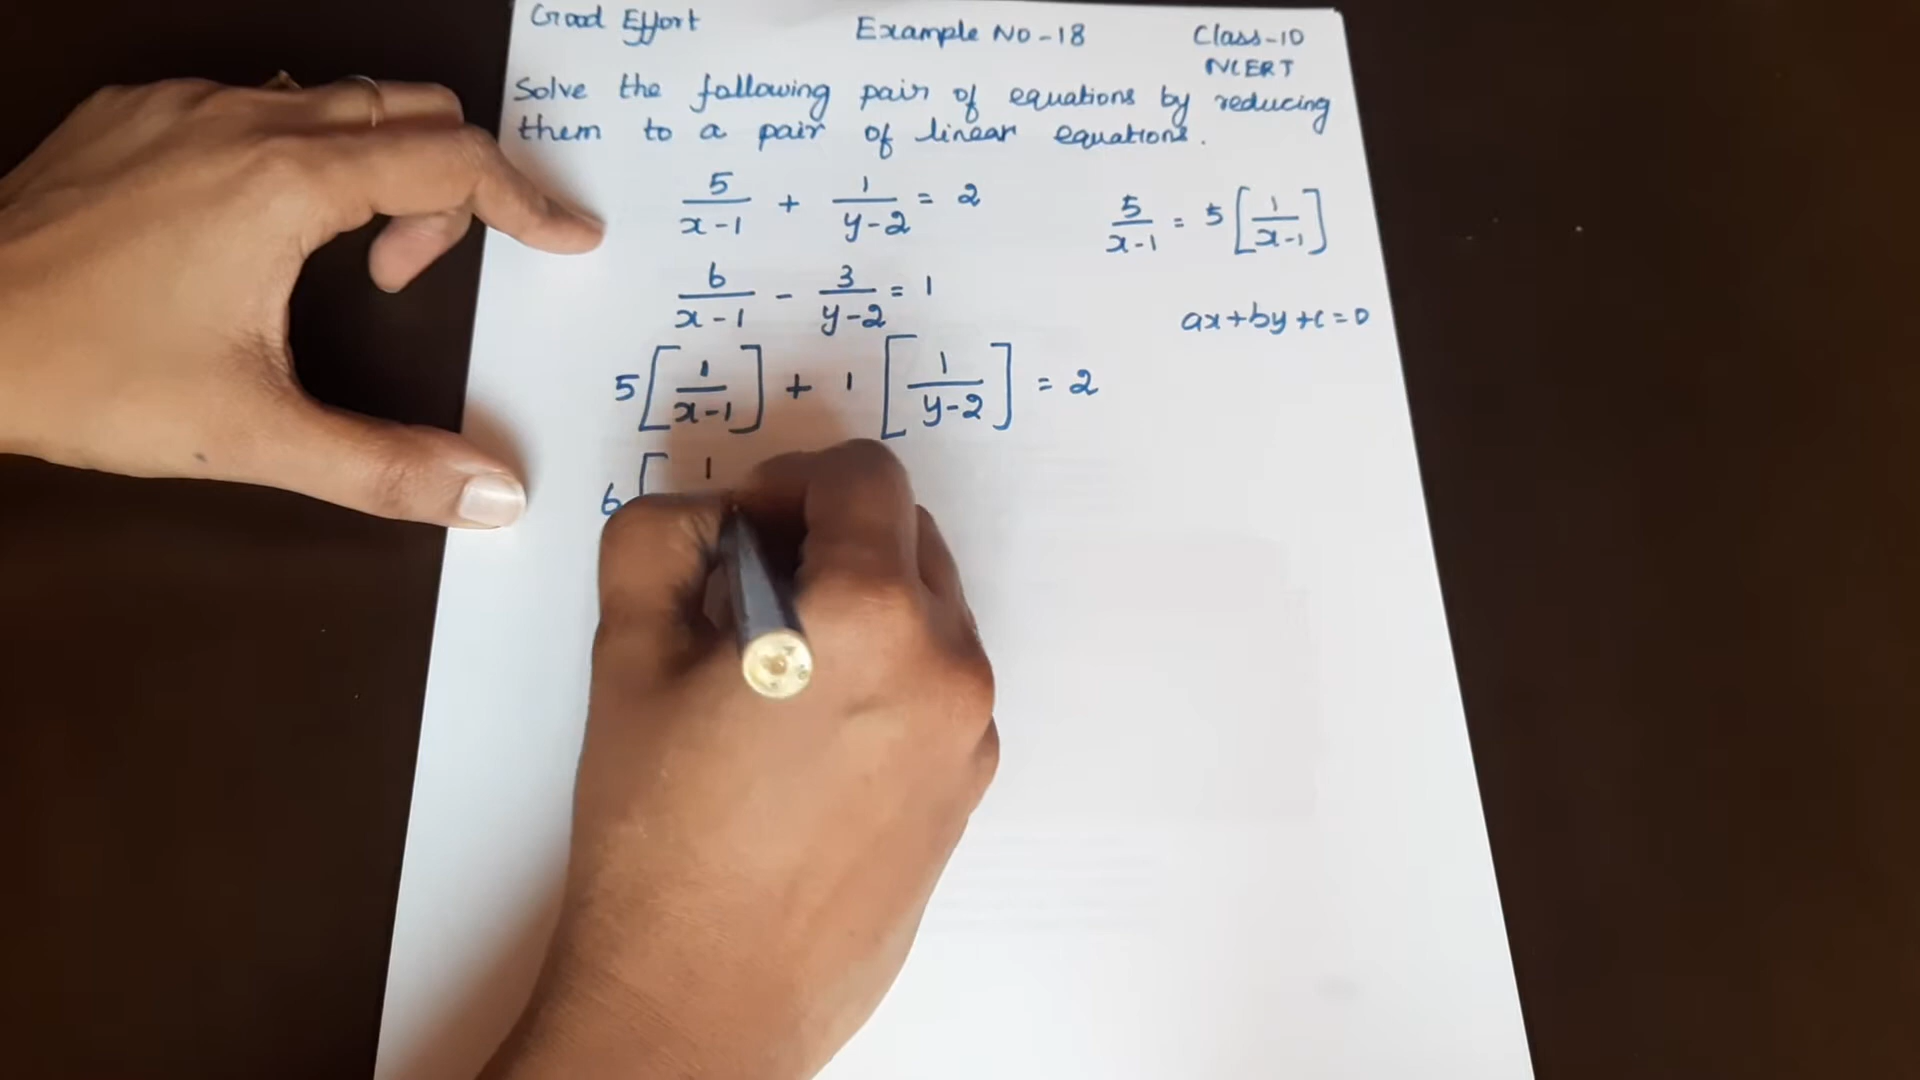 Good Effort Example No-18 Class-10
NCERT
Solve the following pair of equations by reducing
them to a pair of linear equations.
5/(x-1) + 1/(y-2) = 2
5/(x-1) = 5[1/(x-1)]
6/(x-1) - 3/(y-2) = 1
ax+by+c=0
5[1/(x-1)] + 1[1/(y-2)] = 2
6[1